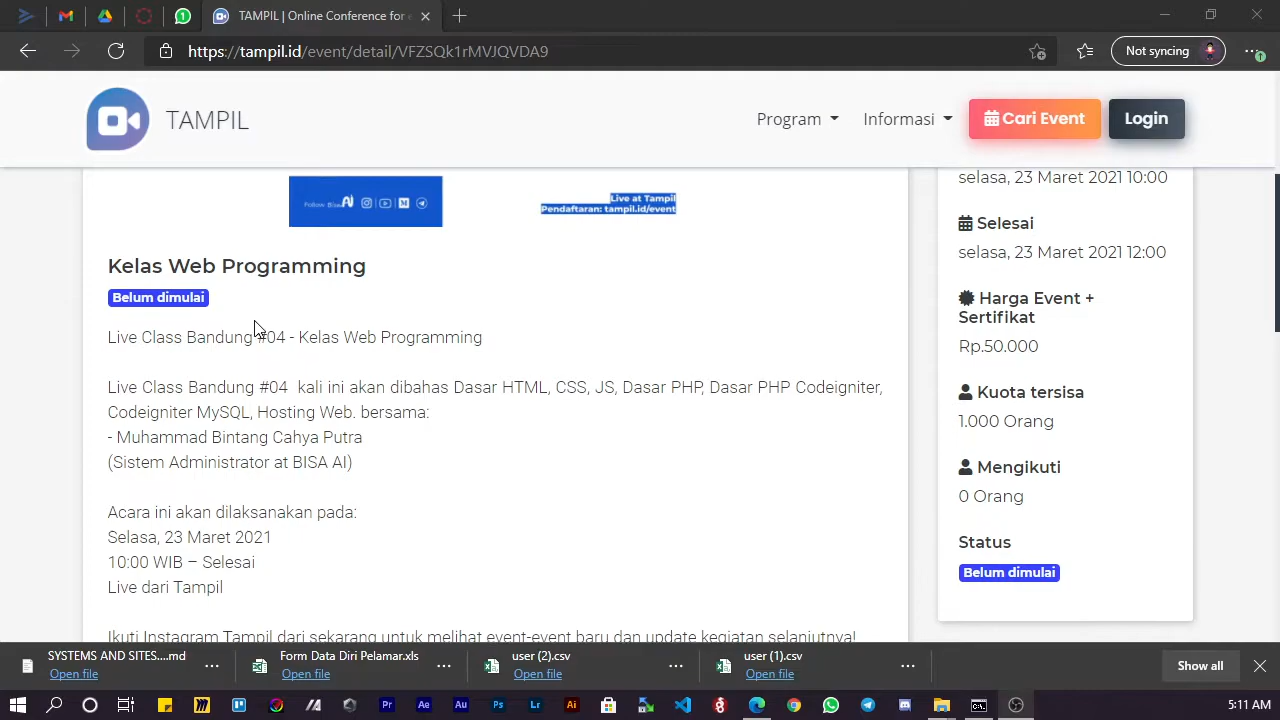 TAMPIL | Online Conference for e
https://tampil.id/event/detail/VFZSQk1rMVJQVDA9
Not syncing
TAMPIL
Program
Informasi
Cari Event
Login
Live at Tampil
Pendaftaran: tampil.id/event
Kelas Web Programming
Belum dimulai
Live Class Bandung #04 - Kelas Web Programming
Live Class Bandung #04  kali ini akan dibahas Dasar HTML, CSS, JS, Dasar PHP, Dasar PHP Codeigniter,
Codeigniter MySQL, Hosting Web. bersama:
- Muhammad Bintang Cahya Putra
(Sistem Administrator at BISA AI)
Acara ini akan dilaksanakan pada:
Selasa, 23 Maret 2021
10:00 WIB – Selesai
Live dari Tampil
Ikuti Instagram Tampil dari sekarang untuk melihat event-event baru dan update kegiatan selanjutnya!
selasa, 23 Maret 2021 10:00
Selesai
selasa, 23 Maret 2021 12:00
Harga Event +
Sertifikat
Rp.50.000
Kuota tersisa
1.000 Orang
Mengikuti
0 Orang
Status
Belum dimulai
SYSTEMS AND SITES....md
Open file
Form Data Diri Pelamar.xls
Open file
user (2).csv
Open file
user (1).csv
Open file
Show all
Pr
Ae
Au
Ps
Lr
Ai
5:11 AM